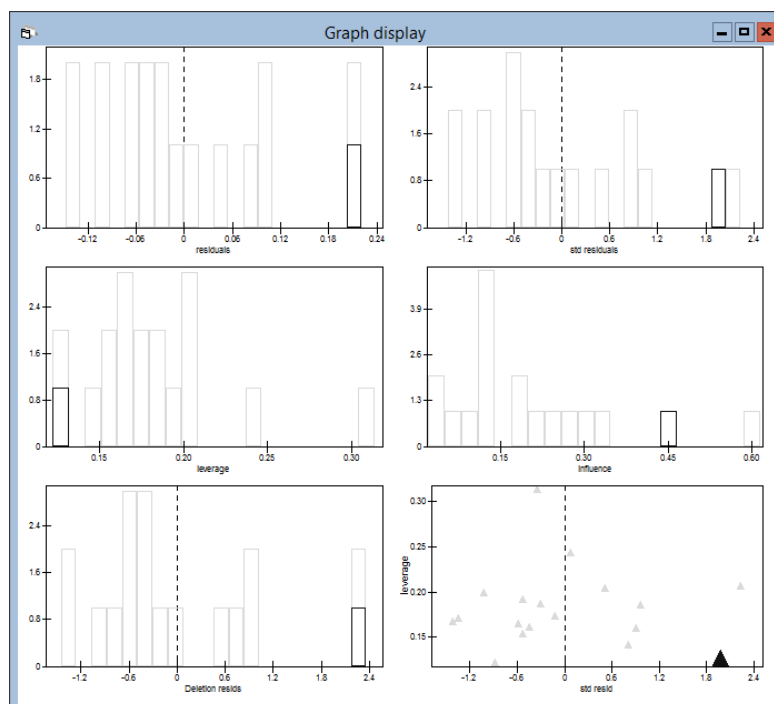 Graph display
1.8
1.2
0.6
0
-0.12 -0.06 0 0.06 0.12 0.18 0.24
residuals
2.4
1.6
0.8
0
-1.2 -0.6 0 0.6 1.2 1.8 2.4
std residuals
2.4
1.6
0.8
0
0.15 0.20 0.25 0.30
leverage
3.9
2.6
1.3
0
0.15 0.30 0.45 0.60
Influence
2.4
1.6
0.8
0
-1.2 -0.6 0 0.6 1.2 1.8 2.4
Deletion resids
leverage
0.30
0.25
0.20
0.15
-1.2 -0.6 0 0.6 1.2 1.8 2.4
std resid